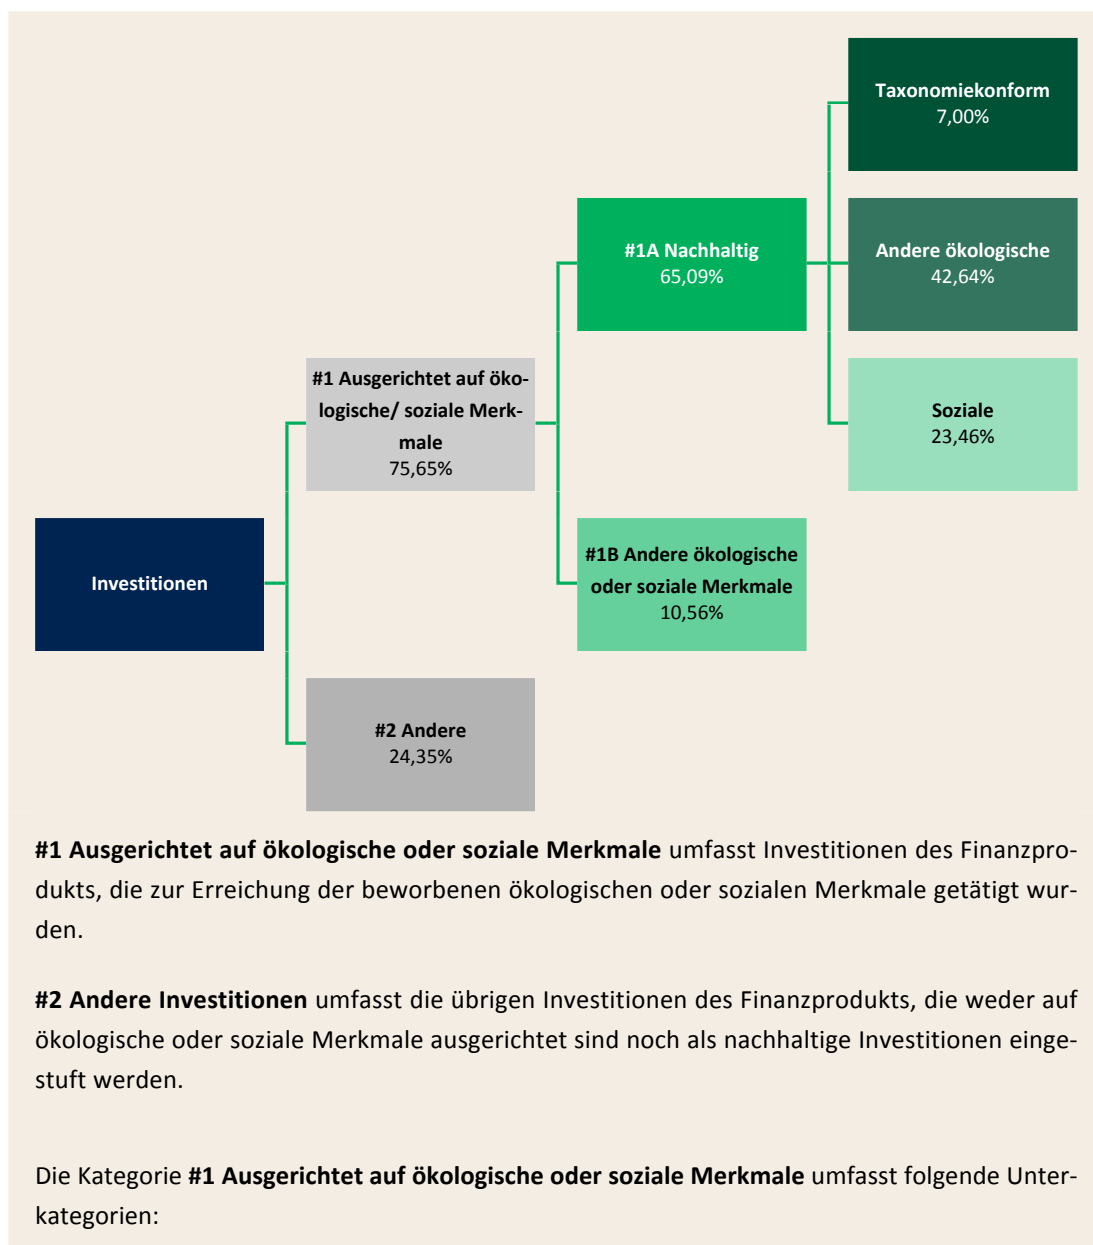 Taxonomiekonform
7,00%
#1A Nachhaltig
65,09%
Andere ökologische
42,64%
#1 Ausgerichtet auf öko-
logische/ soziale Merk-
male
75,65%
Soziale
23,46%
Investitionen
#1B Andere ökologische
oder soziale Merkmale
10,56%
#2 Andere
24,35%
#1 Ausgerichtet auf ökologische oder soziale Merkmale umfasst Investitionen des Finanzpro-
dukts, die zur Erreichung der beworbenen ökologischen oder sozialen Merkmale getätigt wur-
den.
#2 Andere Investitionen umfasst die übrigen Investitionen des Finanzprodukts, die weder auf
ökologische oder soziale Merkmale ausgerichtet sind noch als nachhaltige Investitionen einge-
stuft werden.
Die Kategorie #1 Ausgerichtet auf ökologische oder soziale Merkmale umfasst folgende Unter-
kategorien: